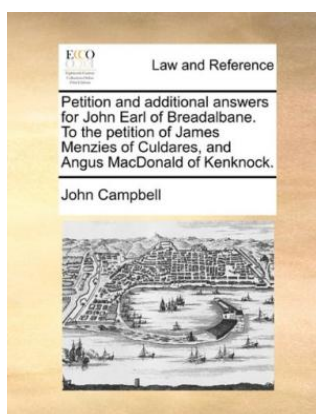 ECCO
Law and Reference
Petition and additional answers
for John Earl of Breadalbane.
To the petition of James
Menzies of Culdares, and
Angus MacDonald of Kenknock.
John Campbell